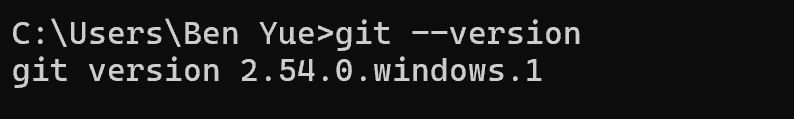 C:\Users\Ben Yue>git --version
git version 2.54.0.windows.1